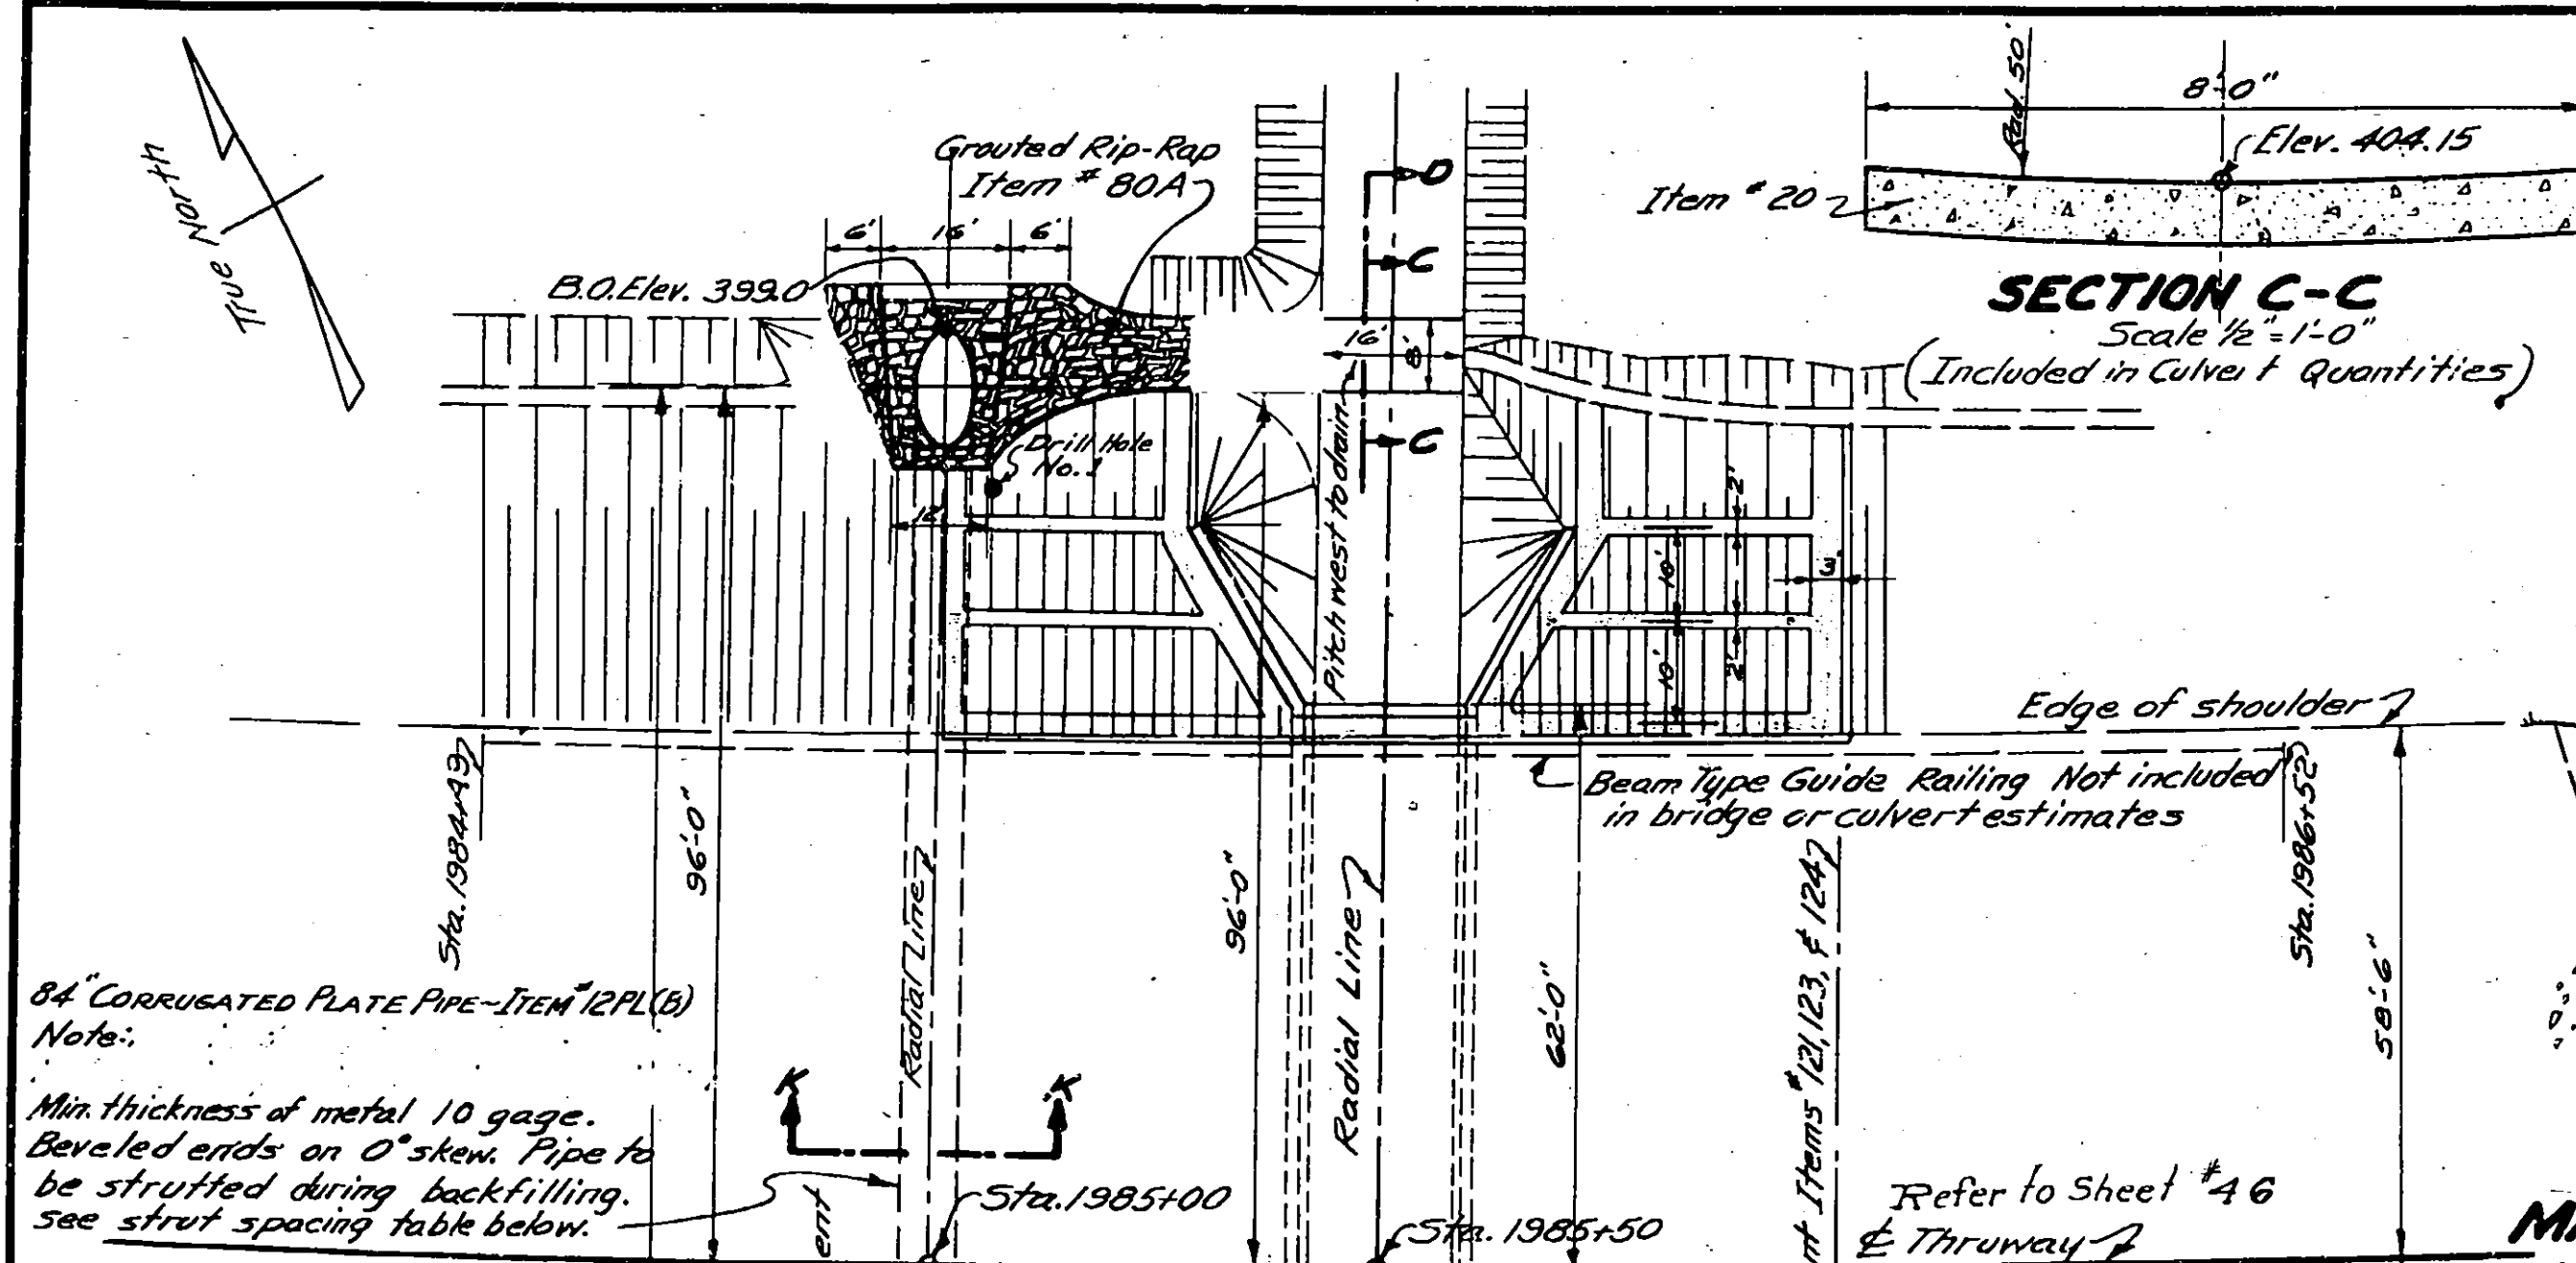 True North
Grouted Rip-Rap
Item # 80A
6' 16' 6'
B.O. Elev. 399.0
D
C
C
16'
8'
Pitch west to drain
Drill Hole
No. 1
12'
2'
10'
10'
2'
3'
Rad. 50'
8'-0"
Elev. 404.15
Item # 20
SECTION C-C
Scale 1/2" = 1'-0"
(Included in Culvert Quantities)
Edge of shoulder
Beam Type Guide Railing Not included
in bridge or culvert estimates
Sta. 1984+49
96'-0"
Radial Line
96'-0"
Radial Line
62'-0"
Items # 121, 123, & 124
Sta. 1986+52
58'-6"
84" CORRUGATED PLATE PIPE~ITEM #12PL(B)
Note:
Min. thickness of metal 10 gage.
Beveled ends on 0° skew. Pipe to
be strutted during backfilling.
see strut spacing table below.
K K
ent
Sta. 1985+00
Sta. 1985+50
Refer to Sheet #46
℄ Thruway